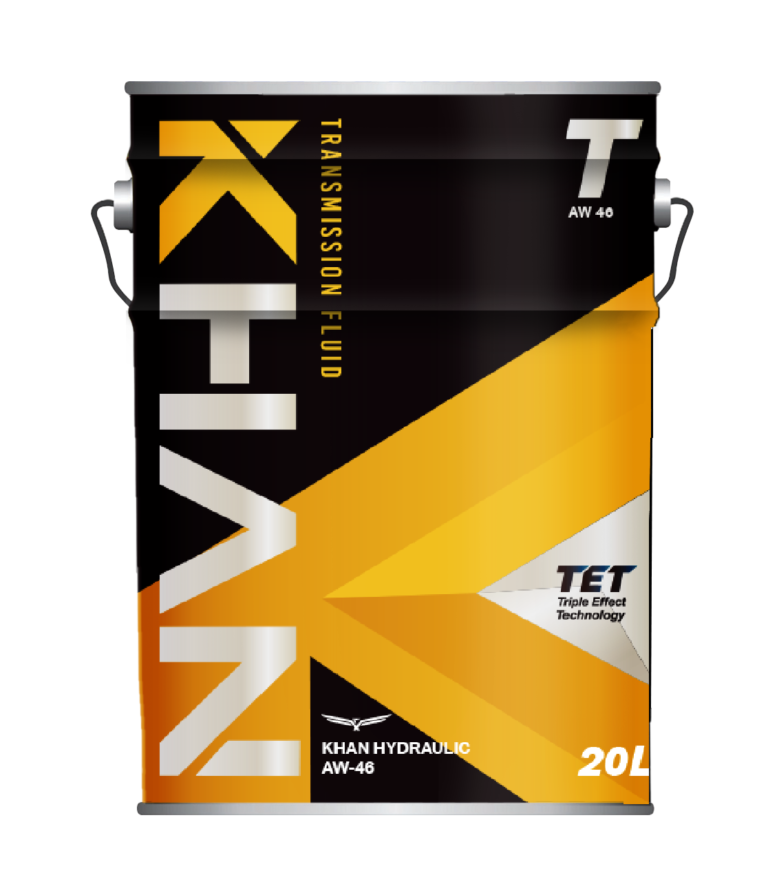 KHAN
TRANSMISSION FLUID
T
AW 46
TET
Triple Effect
Technology
KHAN HYDRAULIC
AW-46
20L